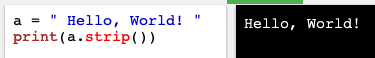 a = " Hello, World! "
print(a.strip())
Hello, World!